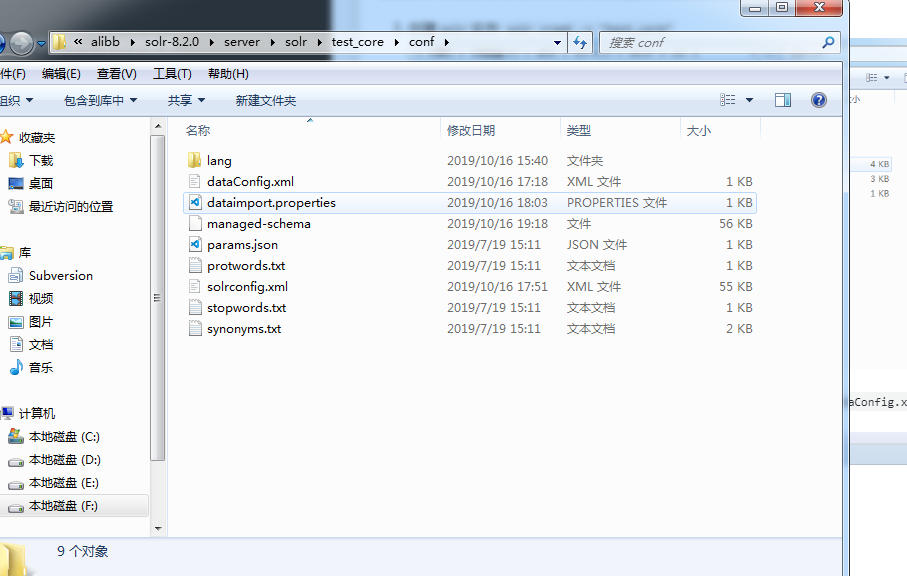 « alibb ▸ solr-8.2.0 ▸ server ▸ solr ▸ test_core ▸ conf ▸
搜索 conf
件(F) 编辑(E) 查看(V) 工具(T) 帮助(H)
组织 包含到库中 共享 新建文件夹
名称 修改日期 类型 大小
lang 2019/10/16 15:40 文件夹
dataConfig.xml 2019/10/16 17:18 XML 文件 1 KB
dataimport.properties 2019/10/16 18:03 PROPERTIES 文件 1 KB
managed-schema 2019/10/16 19:18 文件 56 KB
params.json 2019/7/19 15:11 JSON 文件 1 KB
protwords.txt 2019/7/19 15:11 文本文档 1 KB
solrconfig.xml 2019/10/16 17:51 XML 文件 55 KB
stopwords.txt 2019/7/19 15:11 文本文档 1 KB
synonyms.txt 2019/7/19 15:11 文本文档 2 KB
收藏夹
下载
桌面
最近访问的位置
库
Subversion
视频
图片
文档
音乐
计算机
本地磁盘 (C:)
本地磁盘 (D:)
本地磁盘 (E:)
本地磁盘 (F:)
9 个对象
小
4 KB
3 KB
1 KB
aConfig.x